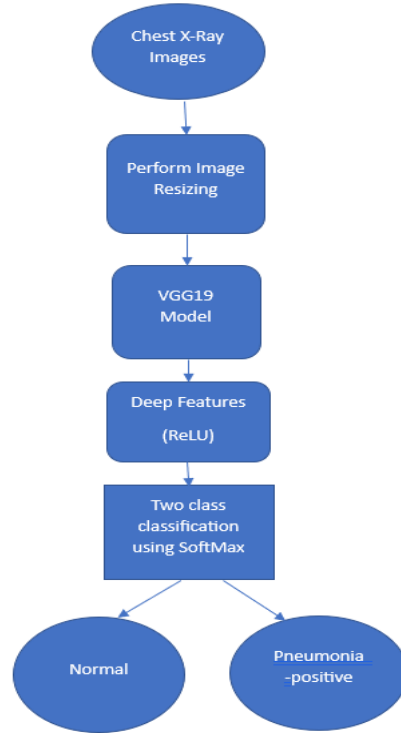 Chest X-Ray
Images
Perform Image
Resizing
VGG19
Model
Deep Features
(ReLU)
Two class
classification
using SoftMax
Normal
Pneumonia
-positive